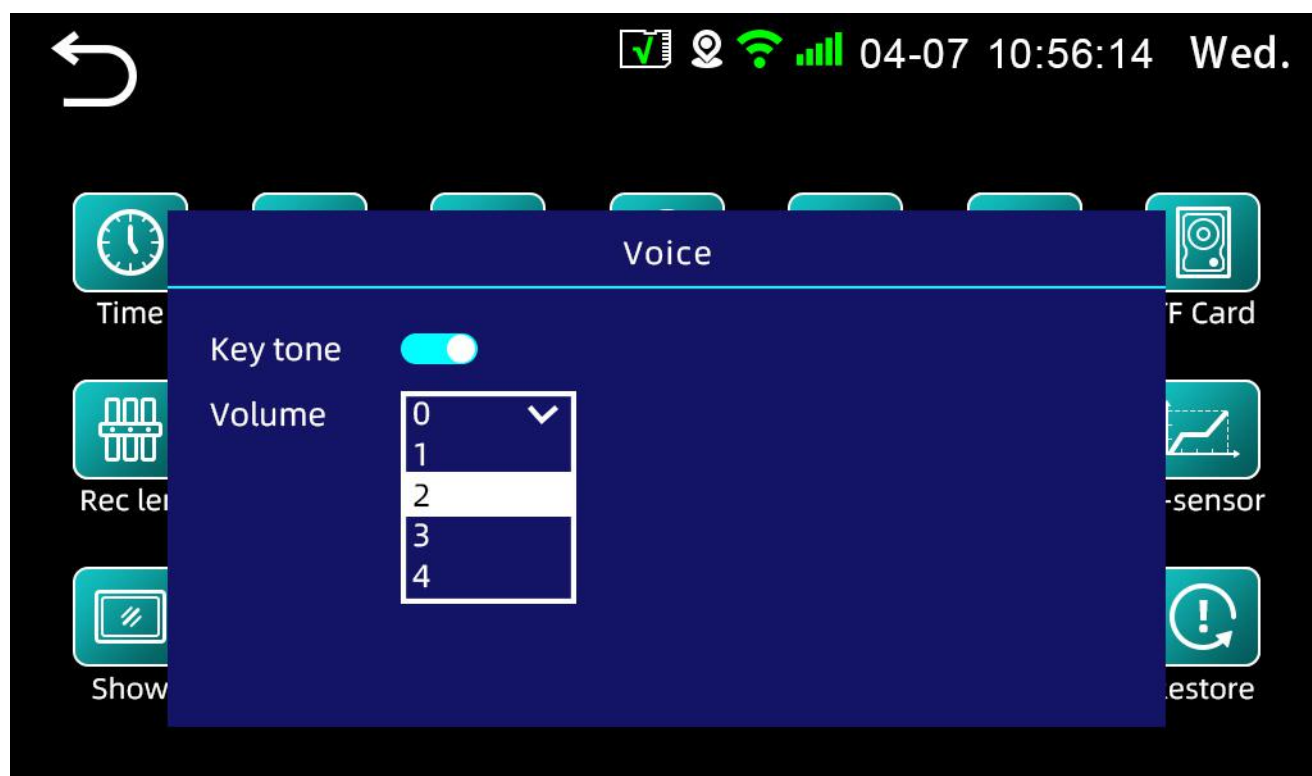 04-07 10:56:14 Wed.
Voice
Time
F Card
Key tone
Volume
0
1
2
3
4
Rec le
-sensor
Show
estore